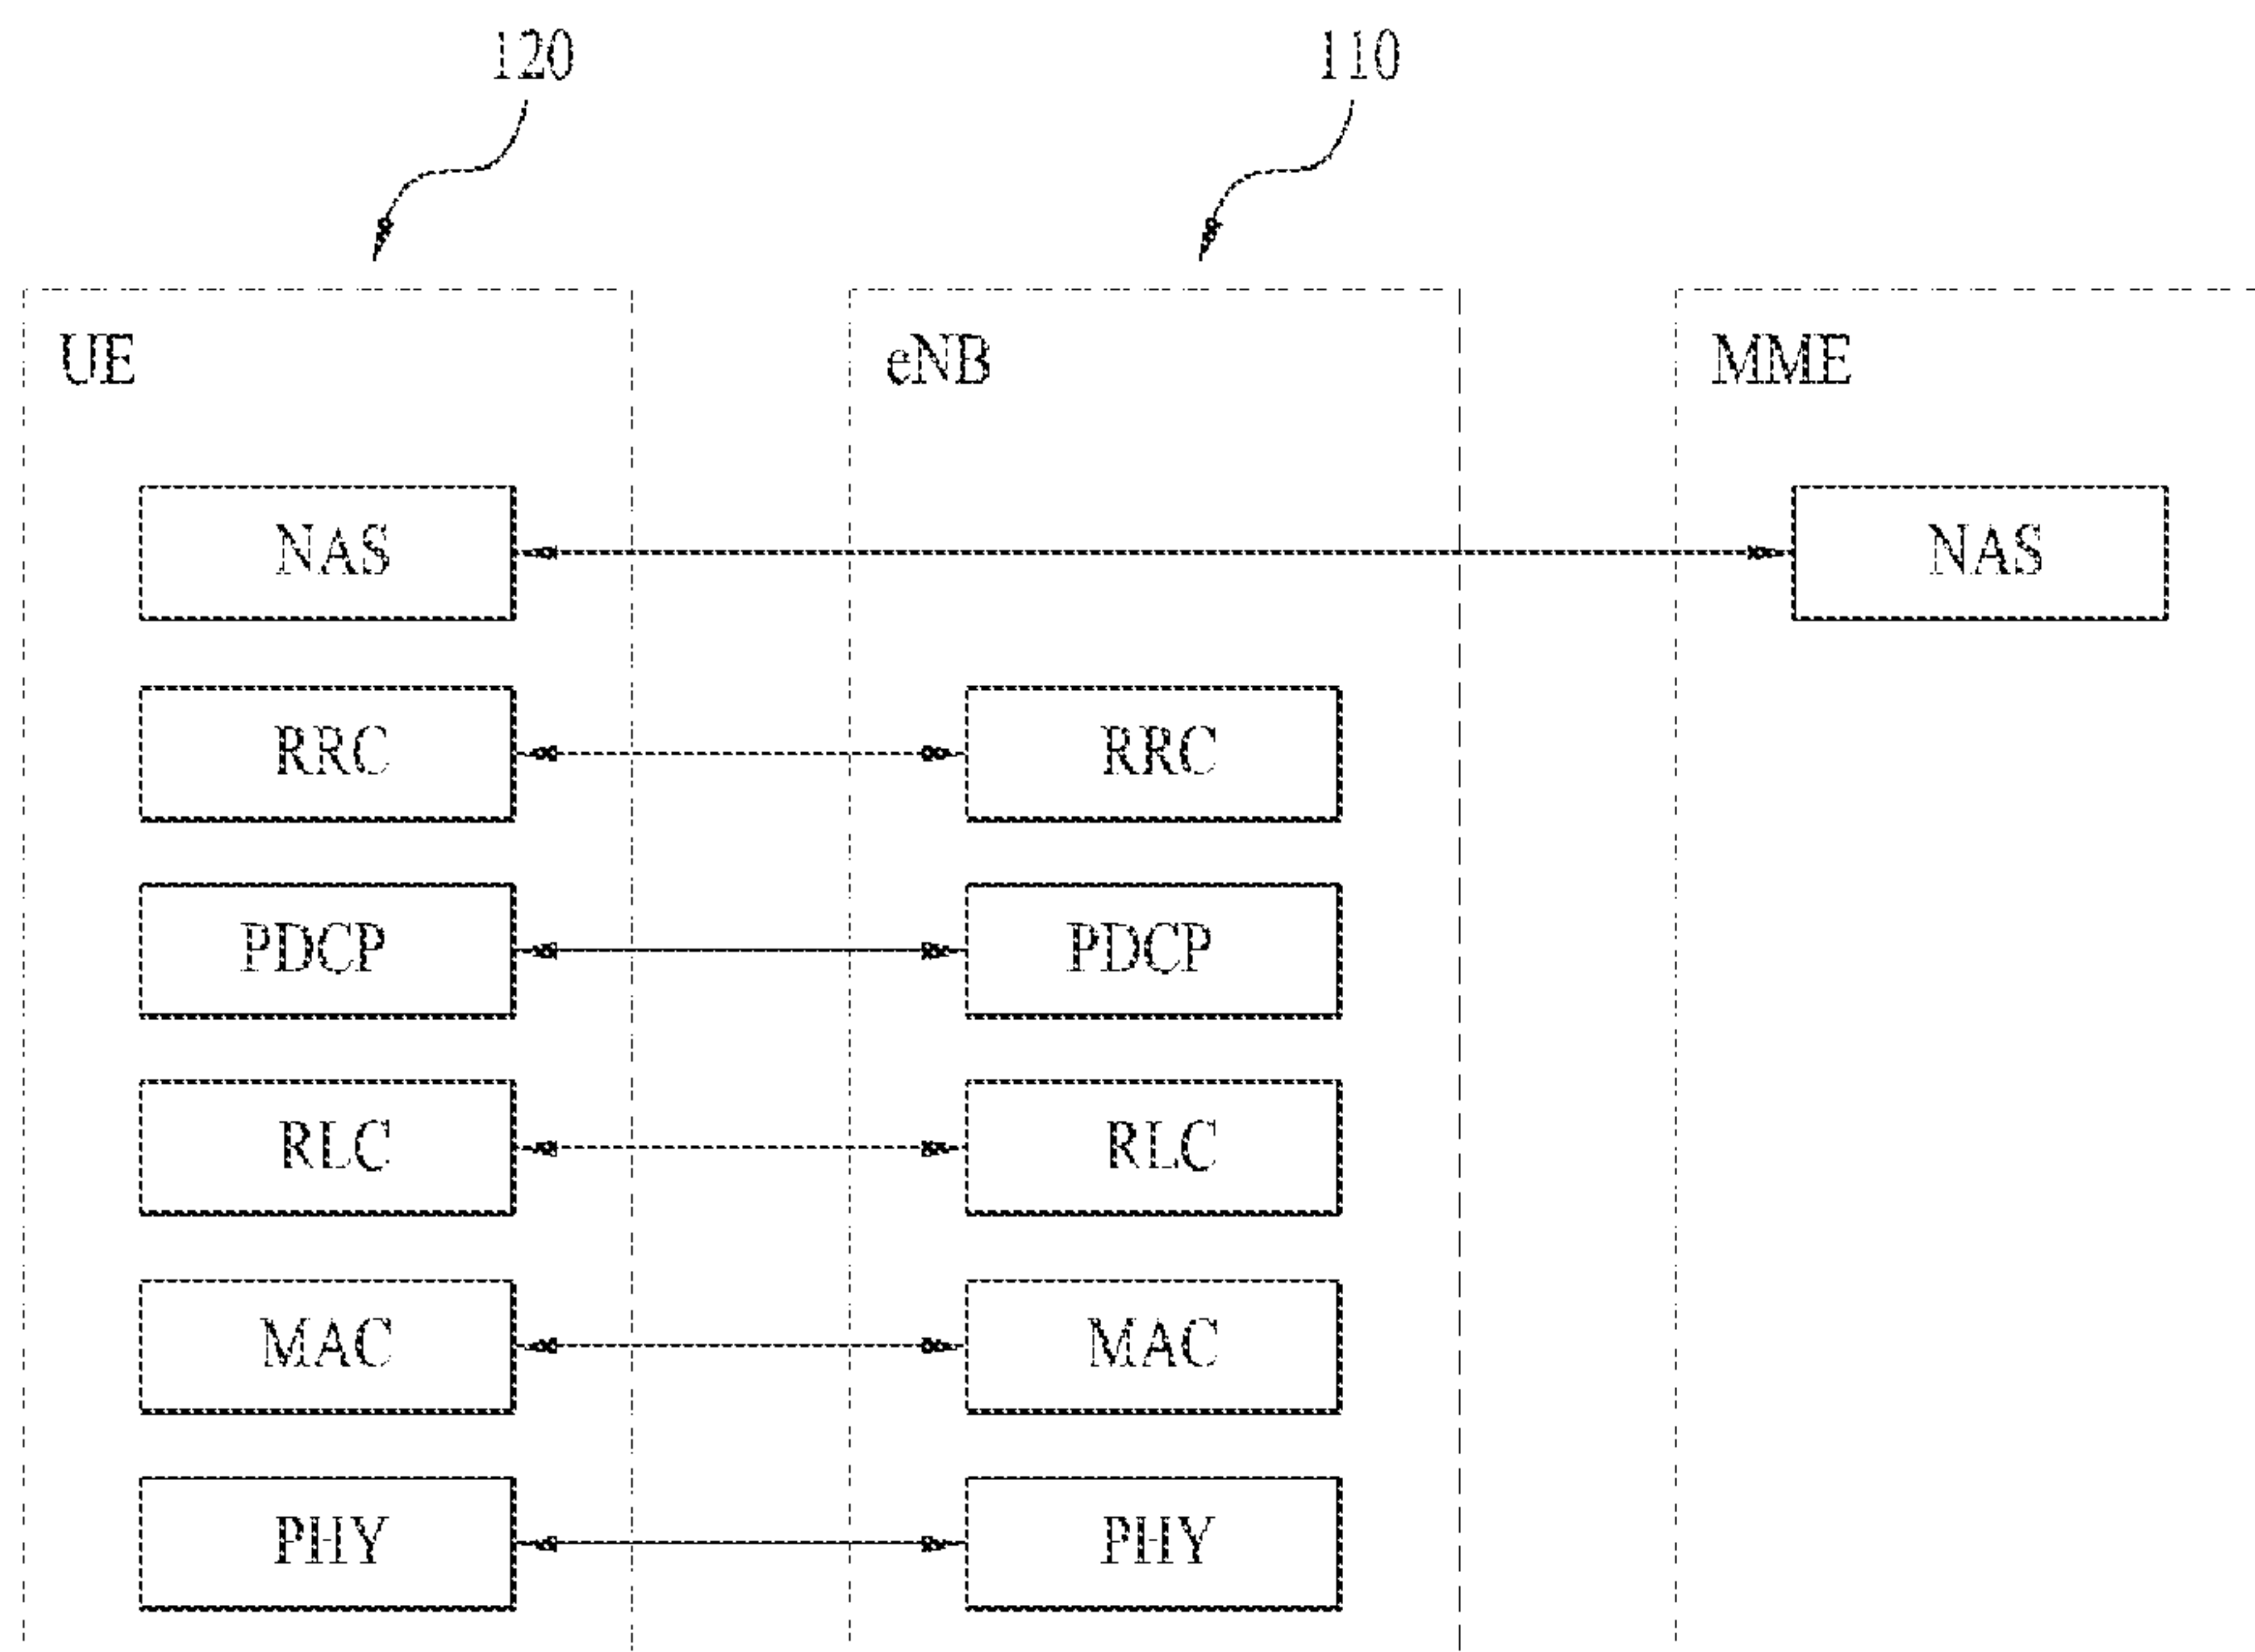 120 110
UE eNB MME
NAS NAS
RRC RRC
PDCP PDCP
RLC RLC
MAC MAC
PHY PHY